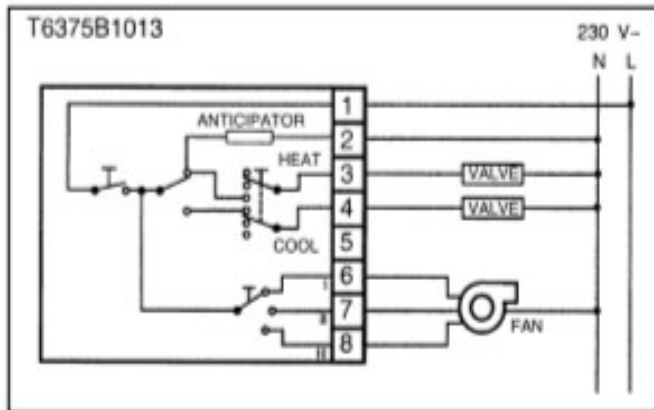 T6375B1013
230 V~
N L
1
ANTICIPATOR
2
HEAT
3
VALVE
4
VALVE
COOL
5
I
6
II
7
FAN
III
8